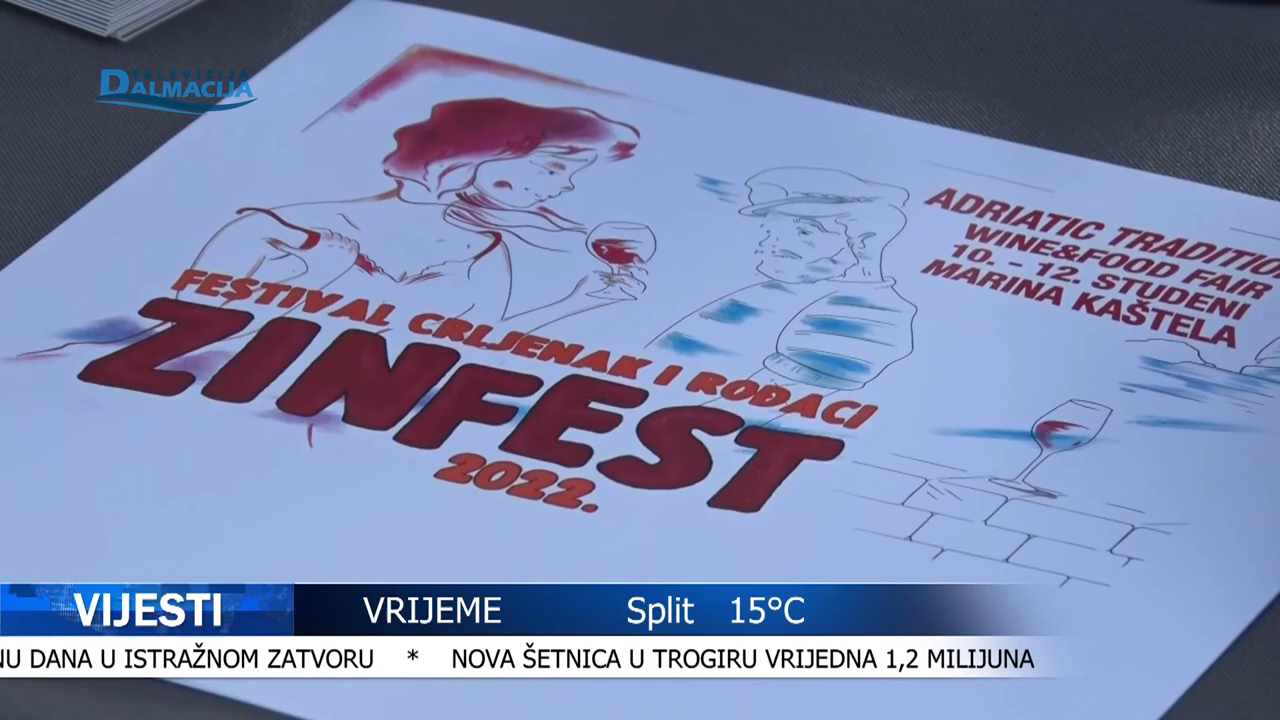 TELEVIZIJA
DALMACIJA
ADRIATIC TRADITIO
WINE&FOOD FAIR
10. - 12. STUDENI
MARINA KAŠTELA
FESTIVAL CRLJENAK I ROĐACI
ZINFEST
2022.
VIJESTI
VRIJEME Split 15°C
NU DANA U ISTRAŽNOM ZATVORU * NOVA ŠETNICA U TROGIRU VRIJEDNA 1,2 MILIJUNA